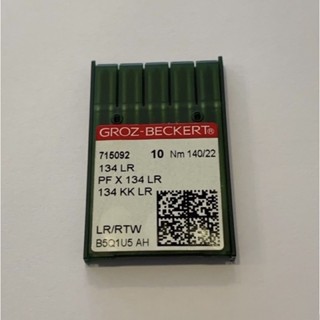 GROZ-BECKERT®
715092 10 Nm 140/22
134 LR
PF X 134 LR
134 KK LR
LR/RTW
B5Q1U5 AH